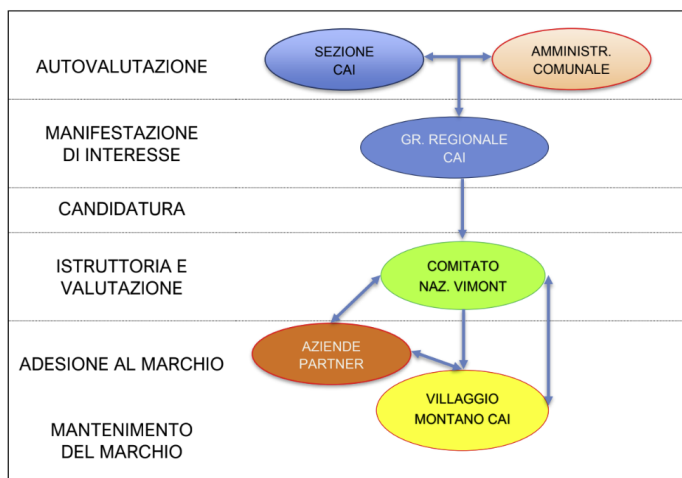 AUTOVALUTAZIONE
SEZIONE
CAI
AMMINISTR.
COMUNALE
MANIFESTAZIONE
DI INTERESSE
GR. REGIONALE
CAI
CANDIDATURA
ISTRUTTORIA E
VALUTAZIONE
COMITATO
NAZ. VIMONT
ADESIONE AL MARCHIO
AZIENDE
PARTNER
VILLAGGIO
MONTANO CAI
MANTENIMENTO
DEL MARCHIO